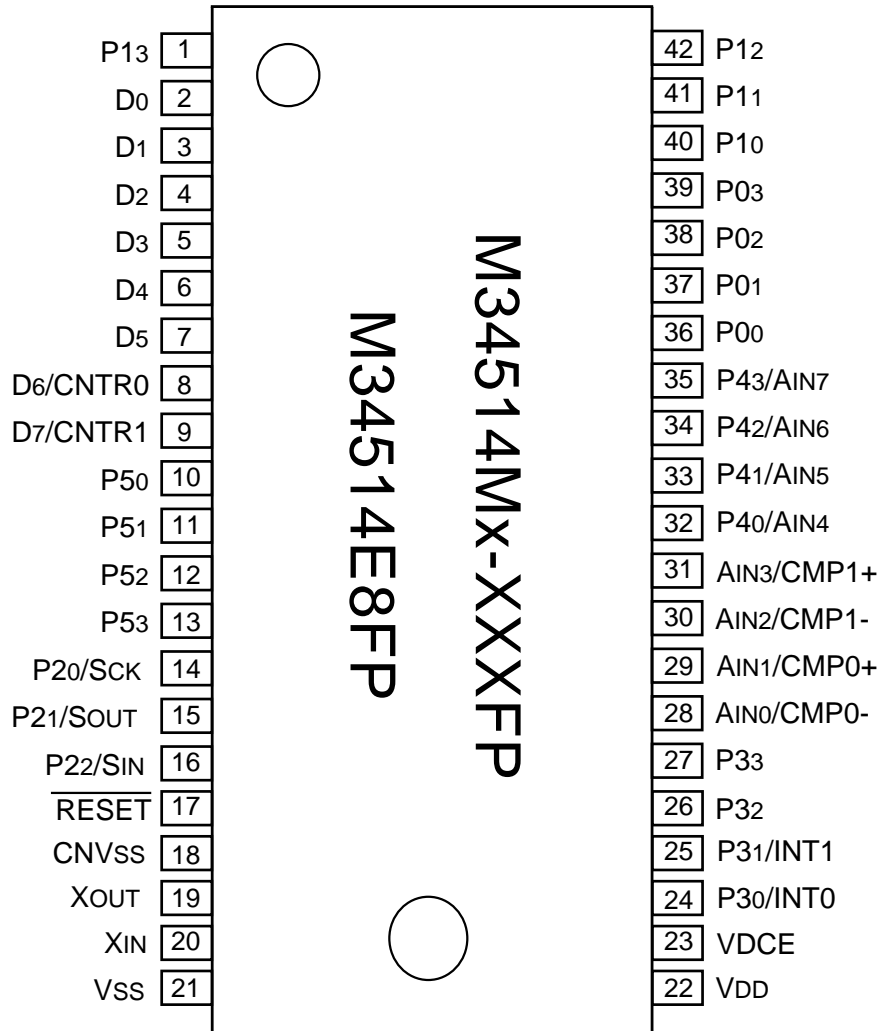 P13 1
D0 2
D1 3
D2 4
D3 5
D4 6
D5 7
D6/CNTR0 8
D7/CNTR1 9
P50 10
P51 11
P52 12
P53 13
P20/SCK 14
P21/SOUT 15
P22/SIN 16
RESET 17
CNVSS 18
XOUT 19
XIN 20
VSS 21
M34514Mx-XXXFP
M34514E8FP
42 P12
41 P11
40 P10
39 P03
38 P02
37 P01
36 P00
35 P43/AIN7
34 P42/AIN6
33 P41/AIN5
32 P40/AIN4
31 AIN3/CMP1+
30 AIN2/CMP1-
29 AIN1/CMP0+
28 AIN0/CMP0-
27 P33
26 P32
25 P31/INT1
24 P30/INT0
23 VDCE
22 VDD